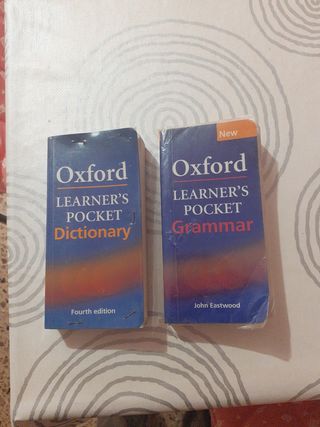 Oxford
LEARNER'S
POCKET
Dictionary
Fourth edition
New
Oxford
LEARNER'S
POCKET
Grammar
John Eastwood